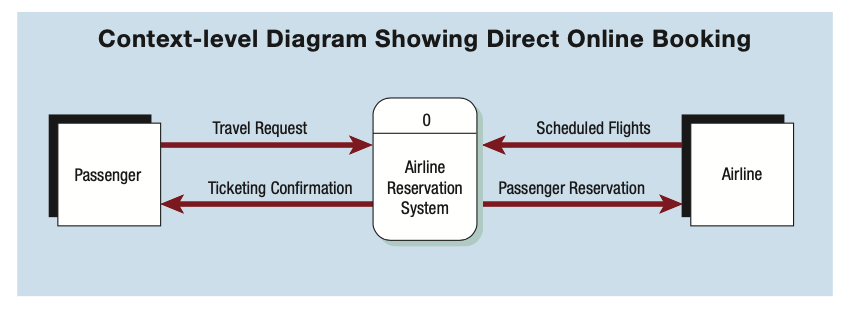 Context-level Diagram Showing Direct Online Booking
Travel Request
0
Scheduled Flights
Passenger
Airline
Reservation
System
Airline
Ticketing Confirmation
Passenger Reservation